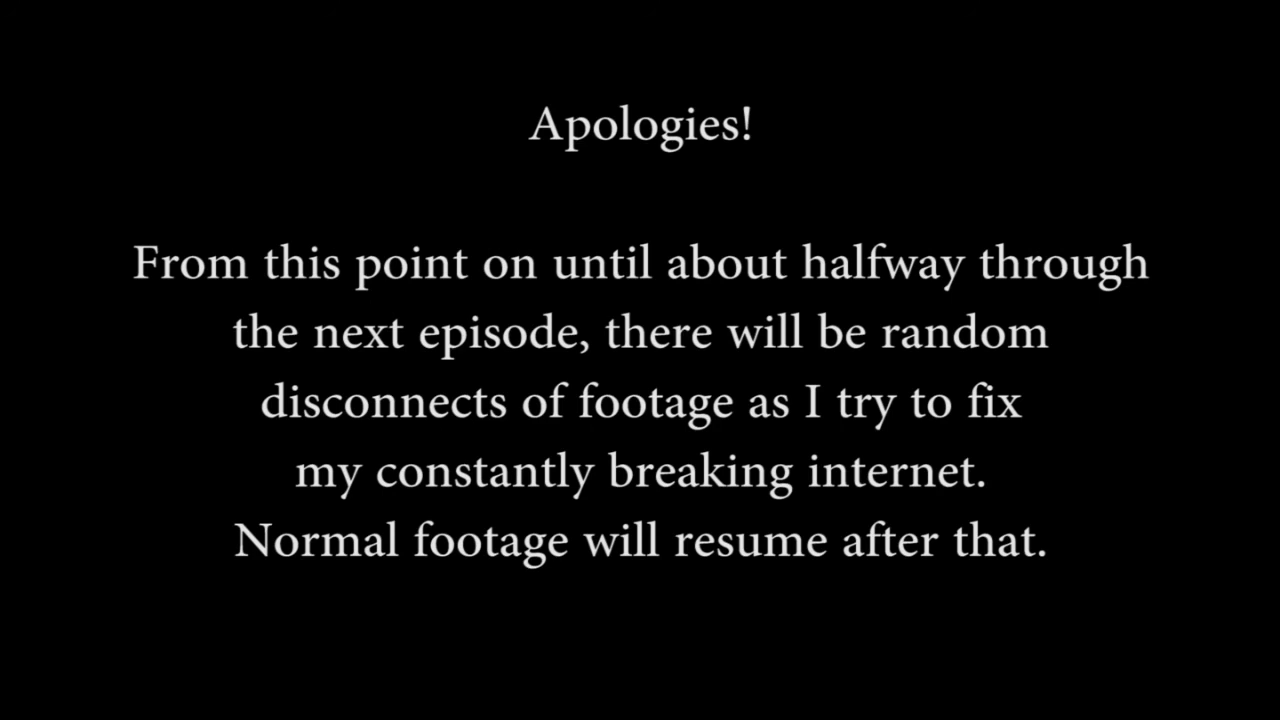 Apologies!
From this point on until about halfway through
the next episode, there will be random
disconnects of footage as I try to fix
my constantly breaking internet.
Normal footage will resume after that.